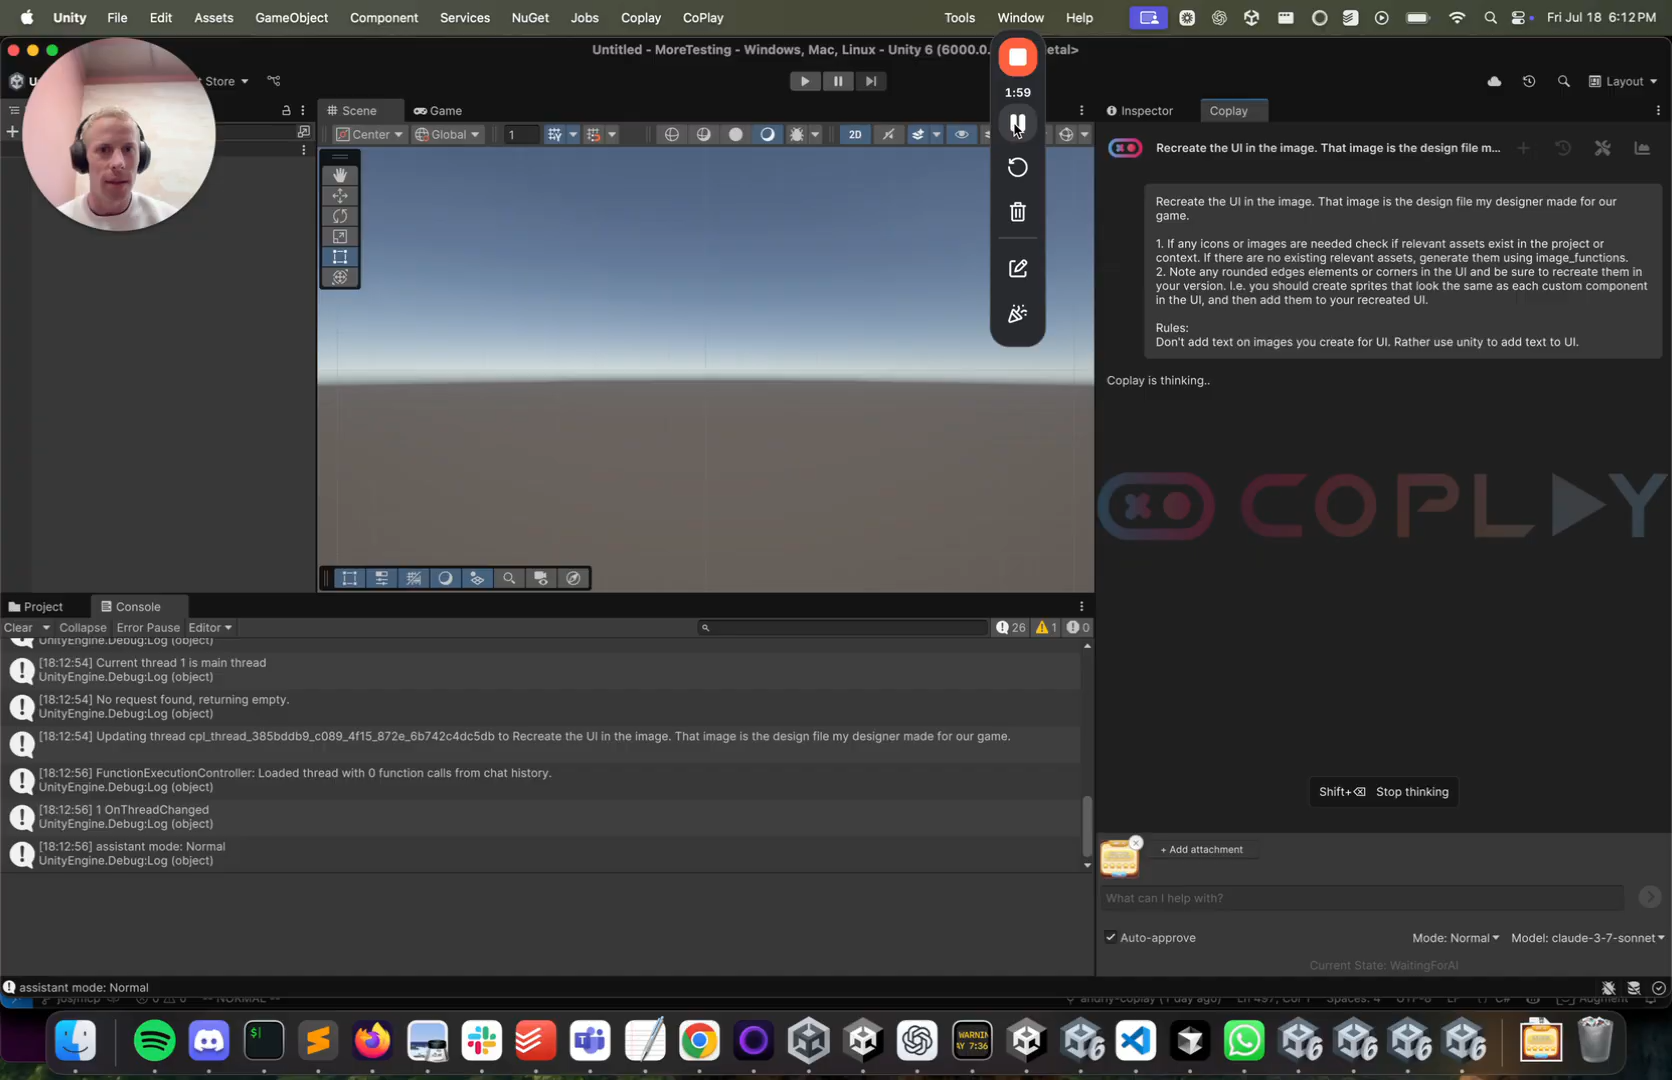 Unity File Edit Assets GameObject Component Services NuGet Jobs Coplay CoPlay Tools Window Help Fri Jul 18 6:12 PM
Untitled - MoreTesting - Windows, Mac, Linux - Unity 6 (6000.0. etal>
U Store Layout
1:59
Scene Game Inspector Coplay
Center Global 1 2D
Recreate the UI in the image. That image is the design file m...
Recreate the UI in the image. That image is the design file my designer made for our
game.
1. If any icons or images are needed check if relevant assets exist in the project or
context. If there are no existing relevant assets, generate them using image_functions.
2. Note any rounded edges elements or corners in the UI and be sure to recreate them in
your version. I.e. you should create sprites that look the same as each custom component
in the UI, and then add them to your recreated UI.
Rules:
Don't add text on images you create for UI. Rather use unity to add text to UI.
Coplay is thinking..
COPLAY
Shift+⌫ Stop thinking
+ Add attachment
What can I help with?
Auto-approve Mode: Normal Model: claude-3-7-sonnet
Current State: WaitingForAI
Project Console
Clear Collapse Error Pause Editor 26 1 0
UnityEngine.Debug:Log (object)
[18:12:54] Current thread 1 is main thread
UnityEngine.Debug:Log (object)
[18:12:54] No request found, returning empty.
UnityEngine.Debug:Log (object)
[18:12:54] Updating thread cpl_thread_385bddb9_c089_4f15_872e_6b742c4dc5db to Recreate the UI in the image. That image is the design file my designer made for our game.
[18:12:56] FunctionExecutionController: Loaded thread with 0 function calls from chat history.
UnityEngine.Debug:Log (object)
[18:12:56] 1 OnThreadChanged
UnityEngine.Debug:Log (object)
[18:12:56] assistant mode: Normal
UnityEngine.Debug:Log (object)
assistant mode: Normal
-- NORMAL --
WARNING
AY 7:36
6 6 6 6 6